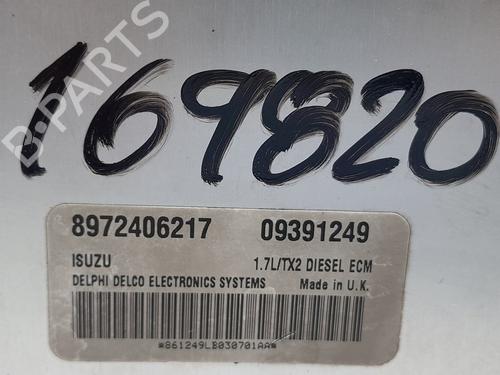 169820
B-PARTS
8972406217 09391249
ISUZU 1.7L/TX2 DIESEL ECM
DELPHI DELCO ELECTRONICS SYSTEMS Made in U.K.
*861249LB030701AA*